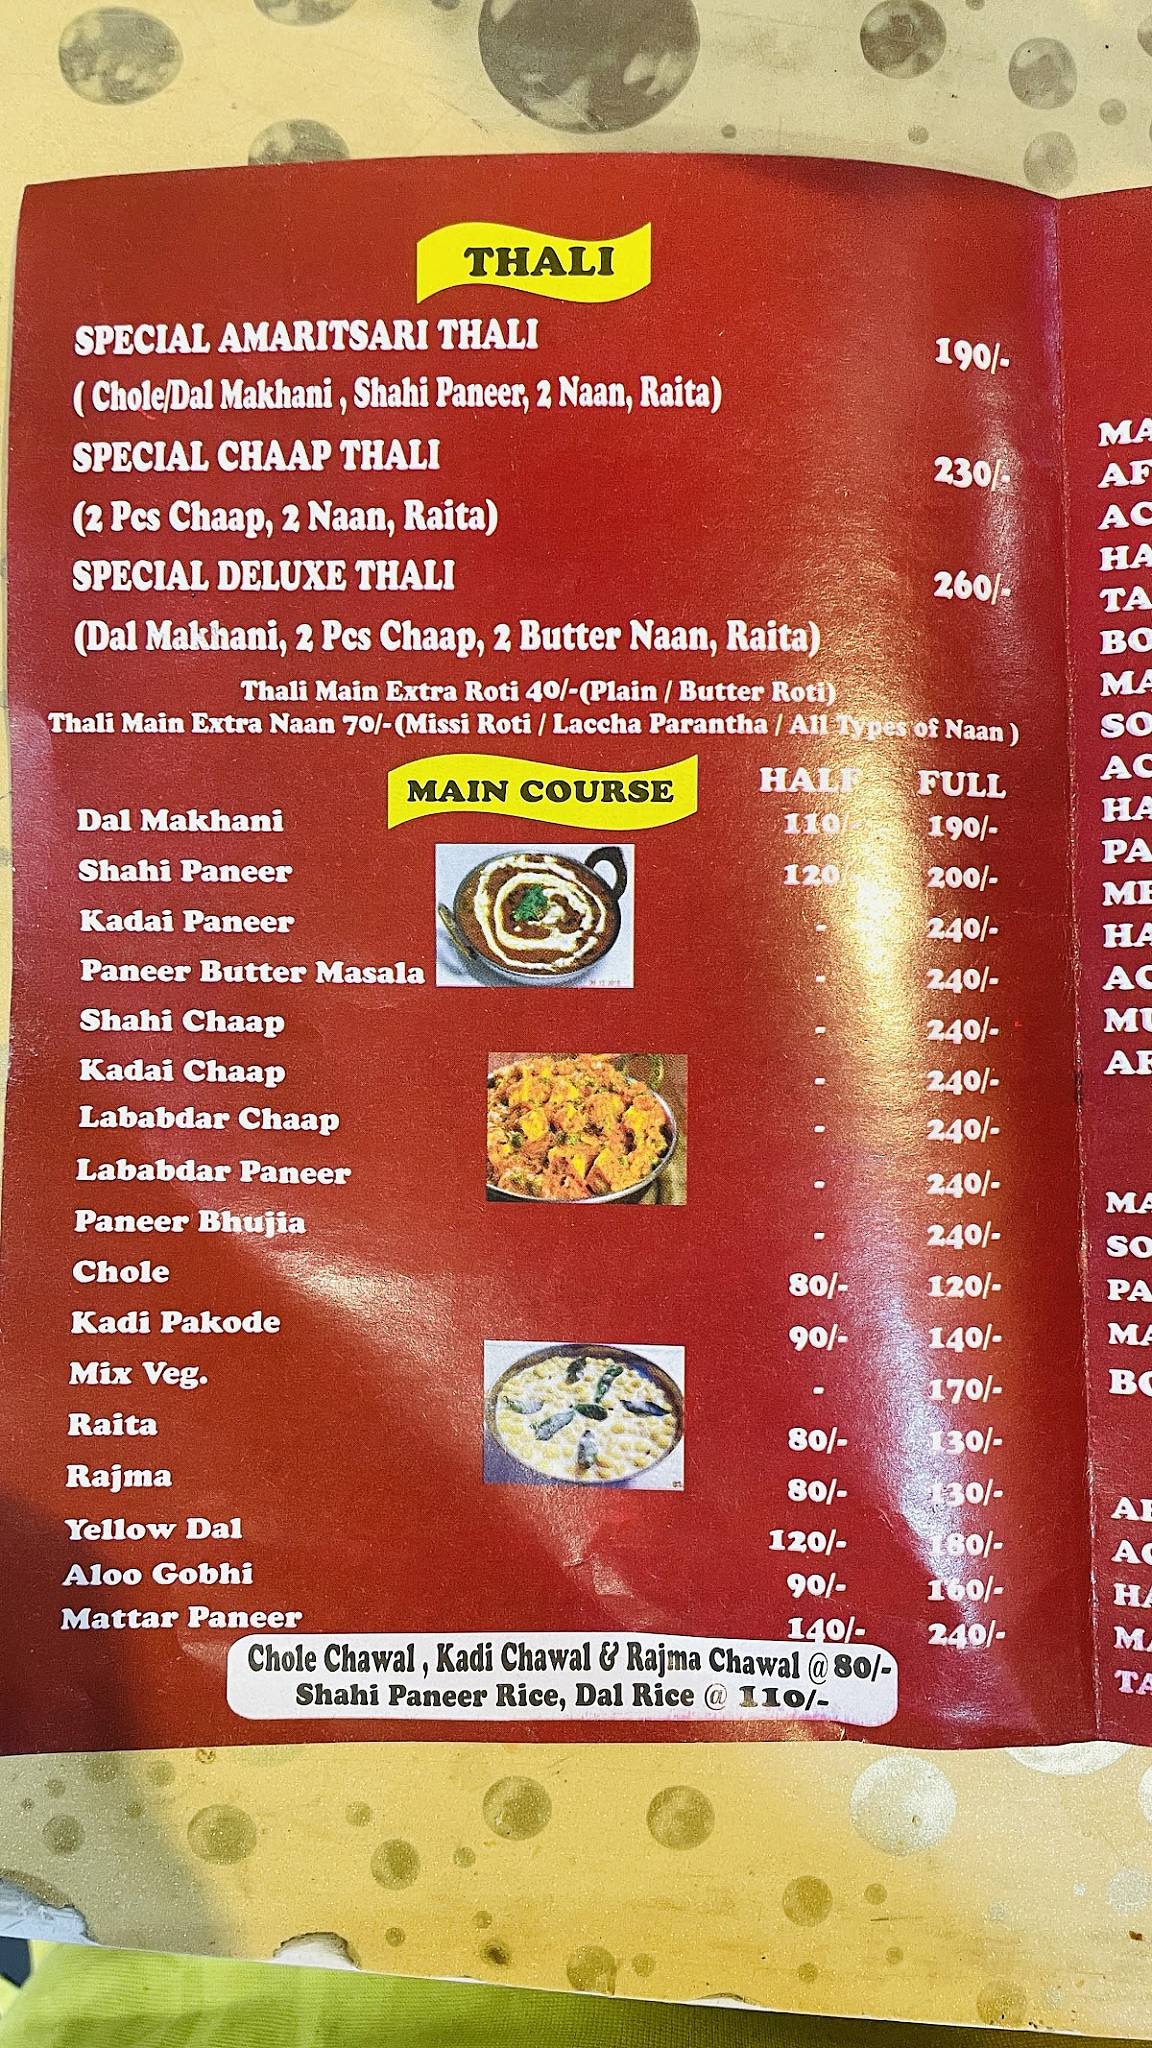 THALI
SPECIAL AMARITSARI THALI 190/-
( Chole/Dal Makhani , Shahi Paneer, 2 Naan, Raita)
SPECIAL CHAAP THALI 230/-
(2 Pcs Chaap, 2 Naan, Raita)
SPECIAL DELUXE THALI 260/-
(Dal Makhani, 2 Pcs Chaap, 2 Butter Naan, Raita)
Thali Main Extra Roti 40/-(Plain / Butter Roti)
Thali Main Extra Naan 70/-(Missi Roti / Laccha Parantha / All Types of Naan )
MAIN COURSE HALF FULL
Dal Makhani 110/- 190/-
Shahi Paneer 120 200/-
Kadai Paneer - 240/-
Paneer Butter Masala - 240/-
Shahi Chaap - 240/-
Kadai Chaap - 240/-
Lababdar Chaap - 240/-
Lababdar Paneer - 240/-
Paneer Bhujia - 240/-
Chole 80/- 120/-
Kadi Pakode 90/- 140/-
Mix Veg. - 170/-
Raita 80/- 130/-
Rajma 80/- 130/-
Yellow Dal 120/- 180/-
Aloo Gobhi 90/- 160/-
Mattar Paneer 140/- 240/-
Chole Chawal , Kadi Chawal & Rajma Chawal @ 80/-
Shahi Paneer Rice, Dal Rice @ 110/-